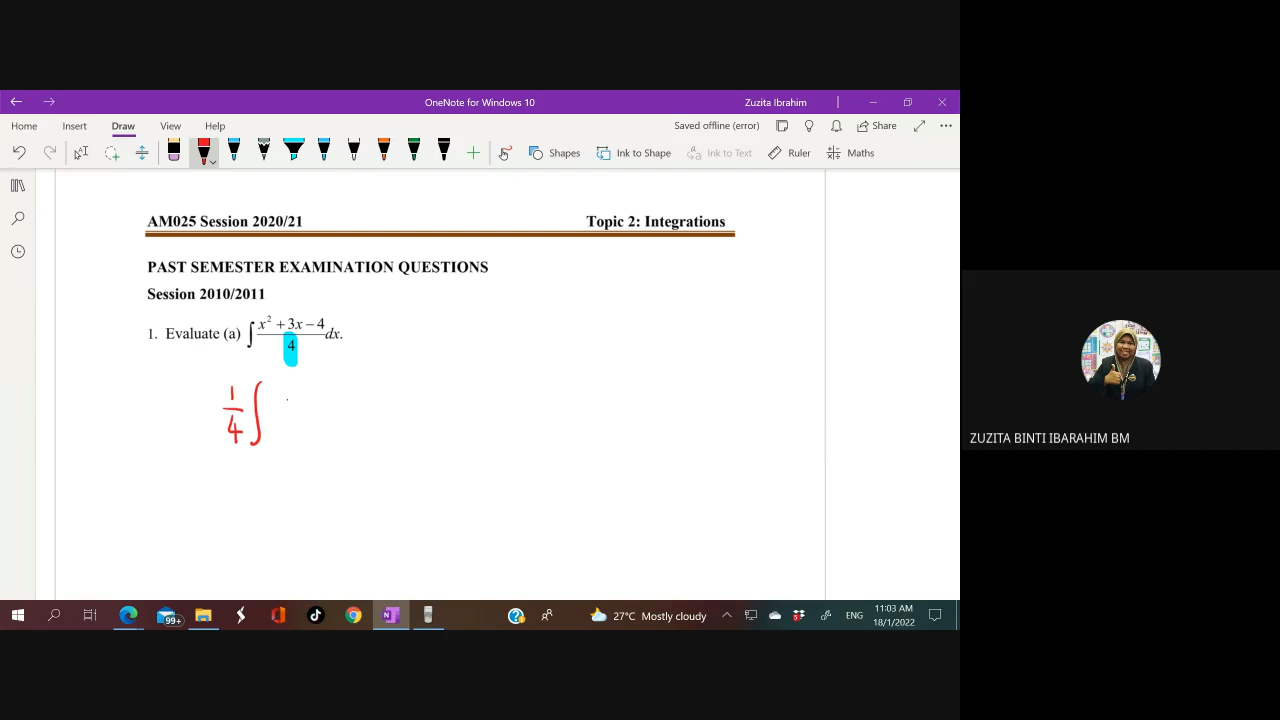 OneNote for Windows 10
Zuzita Ibrahim
Home Insert Draw View Help
Saved offline (error) Share
Shapes Ink to Shape Ink to Text Ruler Maths
AM025 Session 2020/21 Topic 2: Integrations
PAST SEMESTER EXAMINATION QUESTIONS
Session 2010/2011
1. Evaluate (a) ∫ (x² + 3x − 4)/4 dx.
1/4 ∫
ZUZITA BINTI IBARAHIM BM
99+ 27°C Mostly cloudy 5 ENG 11:03 AM
18/1/2022